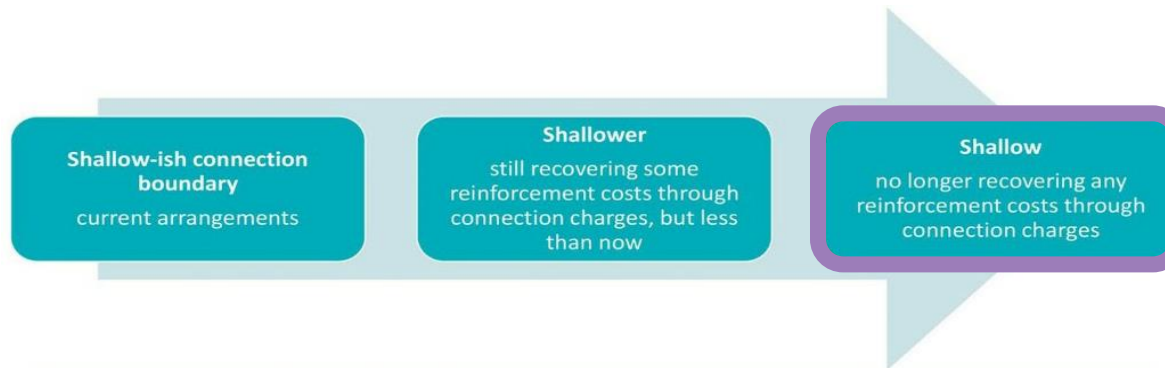 Shallow-ish connection
boundary
current arrangements
Shallower
still recovering some
reinforcement costs through
connection charges, but less
than now
Shallow
no longer recovering any
reinforcement costs through
connection charges